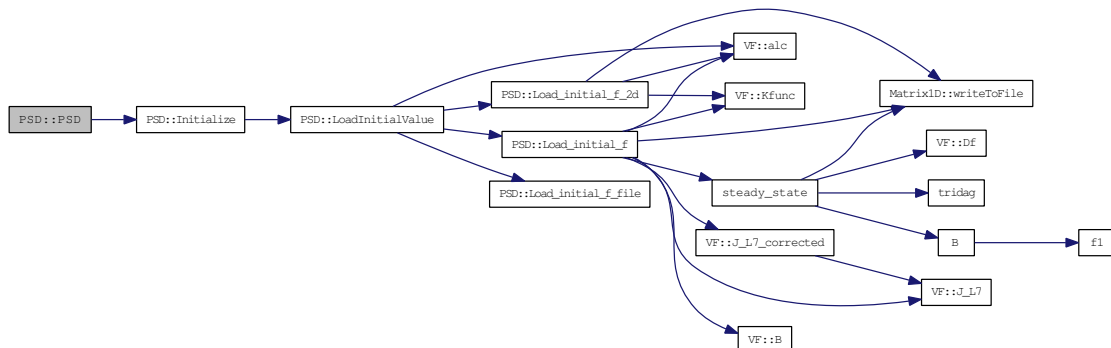 PSD::PSD
PSD::Initialize
PSD::LoadInitialValue
PSD::Load_initial_f_2d
PSD::Load_initial_f
PSD::Load_initial_f_file
VF::alc
VF::Kfunc
steady_state
VF::J_L7_corrected
VF::B
Matrix1D::writeToFile
VF::Df
tridag
B
VF::J_L7
f1